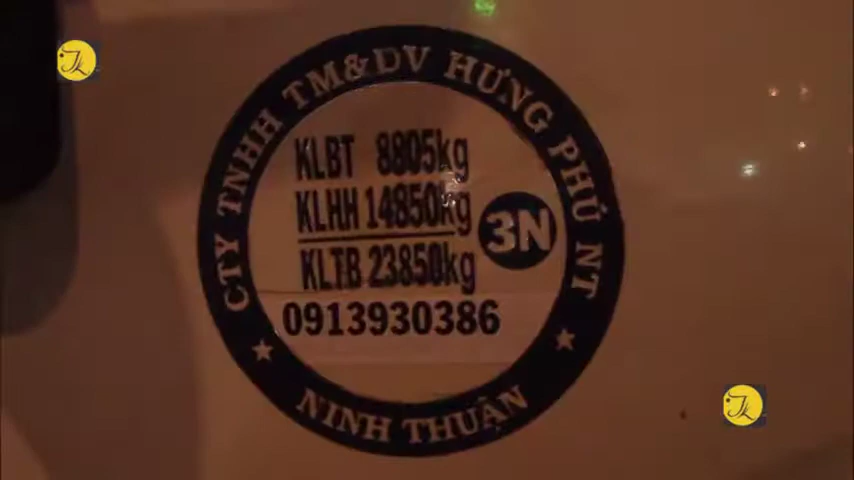 CTY TNHH TM&DV HƯNG PHÚ NT
KLBT 8805kg
KLHH 14850kg
3N
KLTB 23850kg
0913930386
NINH THUẬN